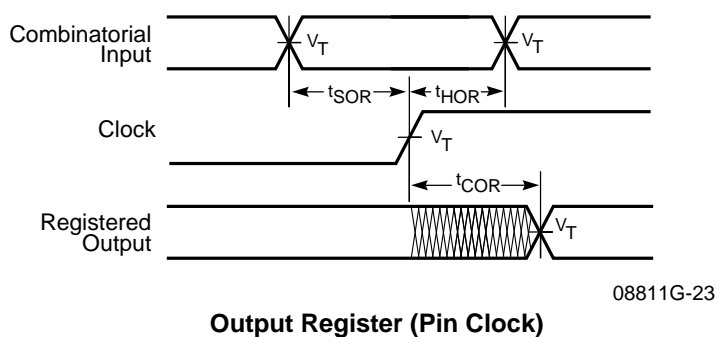 Combinatorial
Input
VT
VT
tSOR
tHOR
Clock
VT
tCOR
Registered
Output
VT
08811G-23
Output Register (Pin Clock)